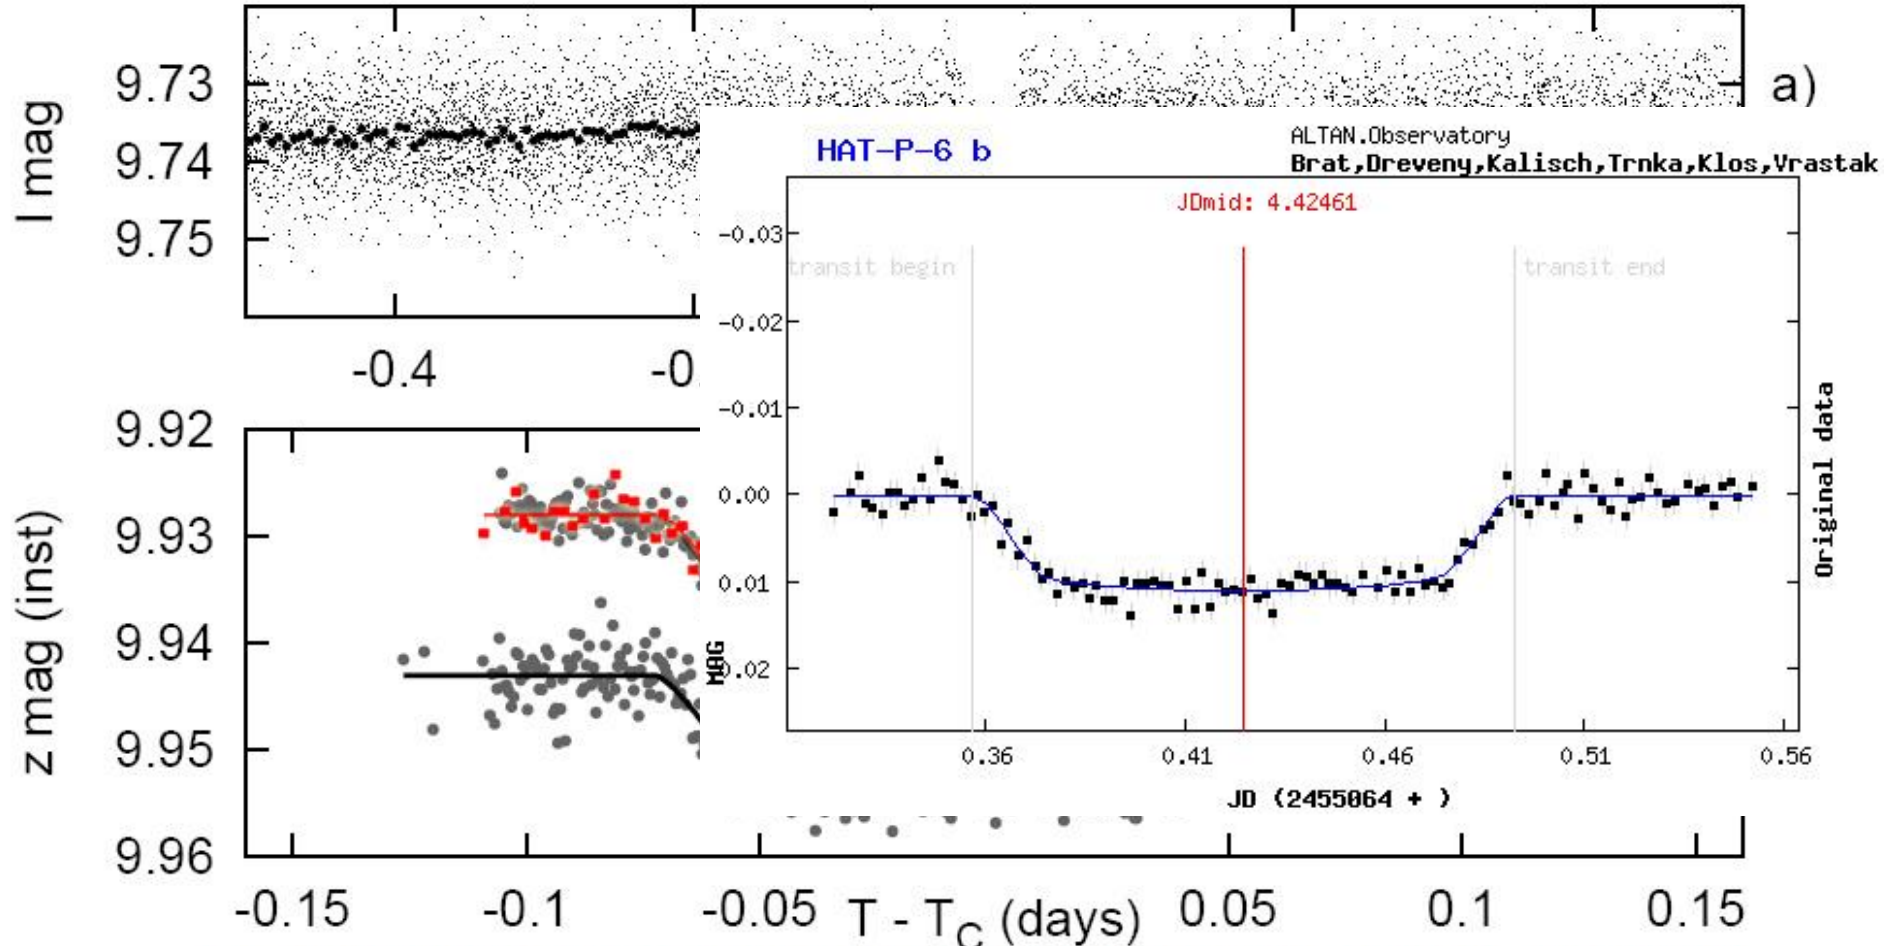 I mag
9.73
9.74
9.75
a)
-0.4
-0.
HAT-P-6 b
ALTAN.Observatory
Brat,Dreveny,Kalisch,Trnka,Klos,Vrastak
JDmid: 4.42461
transit begin
transit end
-0.03
-0.02
-0.01
0.00
0.01
0.02
MAG
Original data
0.36
0.41
0.46
0.51
0.56
JD (2455064 + )
z mag (inst)
9.92
9.93
9.94
9.95
9.96
-0.15
-0.1
-0.05
T - TC (days)
0.05
0.1
0.15